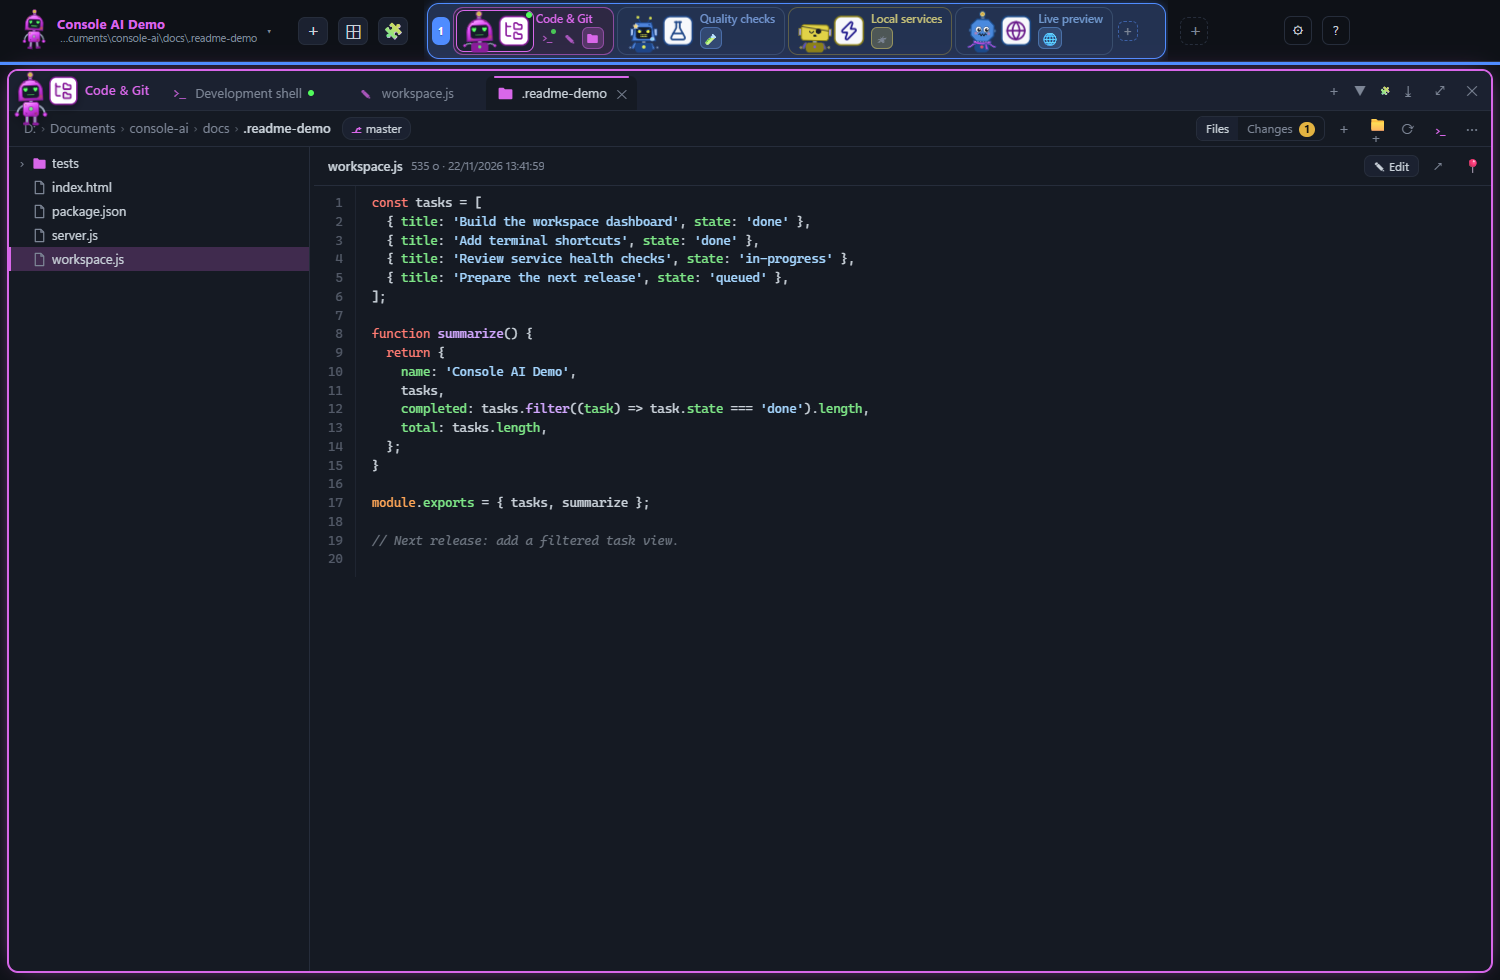 Console AI Demo
...cuments\console-ai\docs\.readme-demo
1
Code & Git
Quality checks
Local services
Live preview
?
Code & Git
Development shell
workspace.js
.readme-demo
D: › Documents › console-ai › docs › .readme-demo
master
Files
Changes 1
tests
index.html
package.json
server.js
workspace.js
workspace.js 535 o · 22/11/2026 13:41:59
Edit
1 const tasks = [
2   { title: 'Build the workspace dashboard', state: 'done' },
3   { title: 'Add terminal shortcuts', state: 'done' },
4   { title: 'Review service health checks', state: 'in-progress' },
5   { title: 'Prepare the next release', state: 'queued' },
6 ];
7
8 function summarize() {
9   return {
10     name: 'Console AI Demo',
11     tasks,
12     completed: tasks.filter((task) => task.state === 'done').length,
13     total: tasks.length,
14   };
15 }
16
17 module.exports = { tasks, summarize };
18
19 // Next release: add a filtered task view.
20